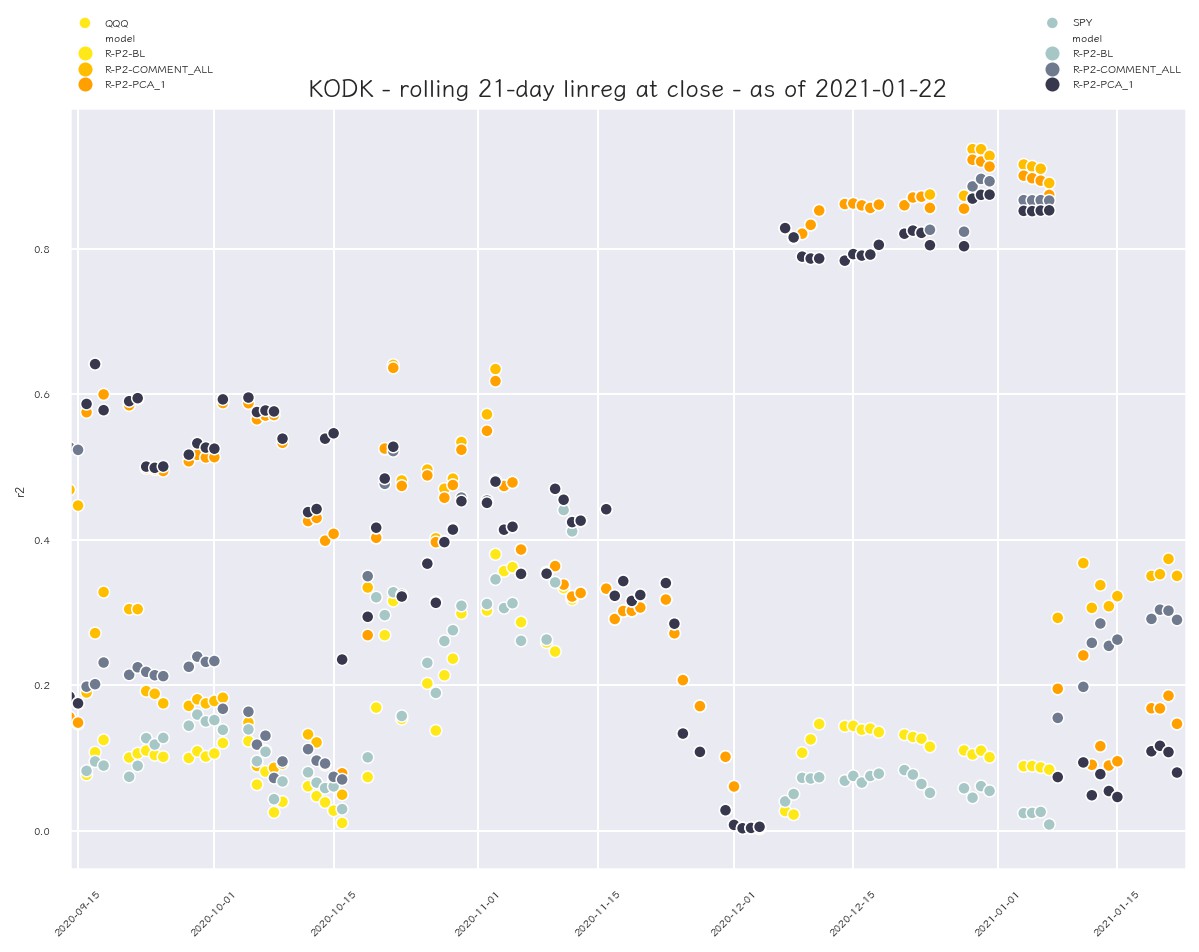 QQQ
model
R-P2-BL
R-P2-COMMENT_ALL
R-P2-PCA_1
SPY
model
R-P2-BL
R-P2-COMMENT_ALL
R-P2-PCA_1
KODK - rolling 21-day linreg at close - as of 2021-01-22
r2
0.8
0.6
0.4
0.2
0.0
2020-09-15
2020-10-01
2020-10-15
2020-11-01
2020-11-15
2020-12-01
2020-12-15
2021-01-01
2021-01-15